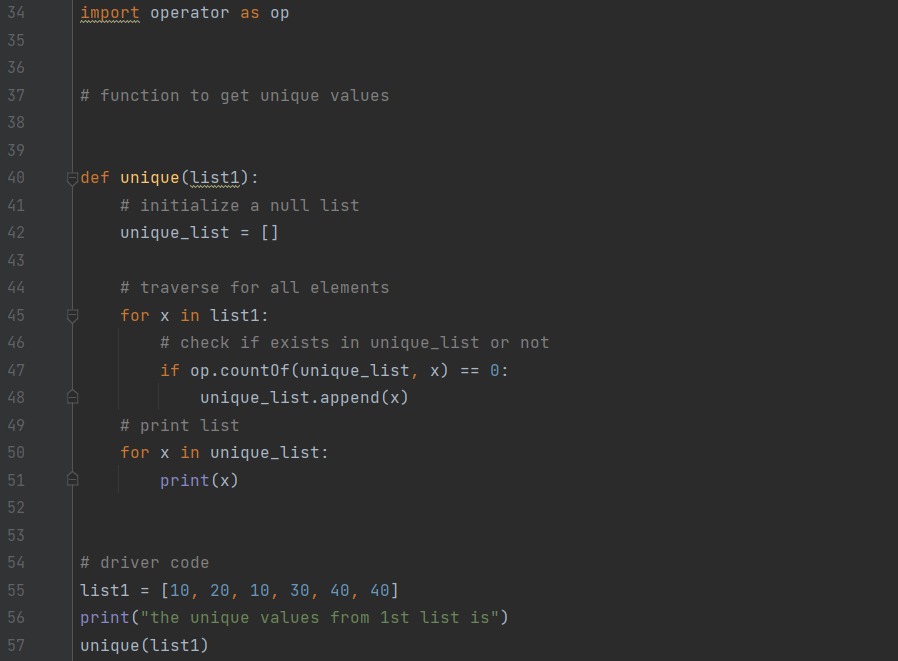 34 import operator as op
35
36
37 # function to get unique values
38
39
40 def unique(list1):
41     # initialize a null list
42     unique_list = []
43
44     # traverse for all elements
45     for x in list1:
46         # check if exists in unique_list or not
47         if op.countOf(unique_list, x) == 0:
48             unique_list.append(x)
49     # print list
50     for x in unique_list:
51         print(x)
52
53
54 # driver code
55 list1 = [10, 20, 10, 30, 40, 40]
56 print("the unique values from 1st list is")
57 unique(list1)